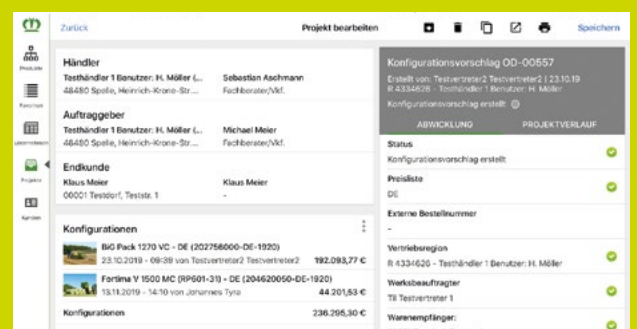 Zurück
Projekt bearbeiten
Speichern
Produkte
Favoriten
Unternehmen
Projekte
Kunden
Händler
Testhändler 1 Benutzer: H. Möller (...
Sebastian Aschmann
48480 Spelle, Heinrich-Krone-Str....
Fachberater/Vkf.
Auftraggeber
Testhändler 1 Benutzer: H. Möller (...
Michael Meier
48480 Spelle, Heinrich-Krone-Str....
Fachberater/Vkf.
Endkunde
Klaus Meier
Klaus Meier
00001 Testdorf, Teststr. 1
-
Konfigurationen
BiG Pack 1270 VC - DE (202756000-DE-1920)
23.10.2019 - 09:39 von Testvertreter2 Testvertreter2
192.093,77 €
Fortima V 1500 MC (RP601-31) - DE (204620050-DE-1920)
13.11.2019 - 14:10 von Johannes Tyra
44.201,53 €
Konfigurationen
236.295,30 €
Konfigurationsvorschlag OD-00557
Erstellt von: Testvertreter2 Testvertreter2 | 23.10.19
R 4334626 - Testhändler 1 Benutzer: H. Möller
Konfigurationsvorschlag erstellt
ABWICKLUNG
PROJEKTVERLAUF
Status
Konfigurationsvorschlag erstellt
Preisliste
DE
Externe Bestellnummer
-
Vertriebsregion
R 4334626 - Testhändler 1 Benutzer: H. Möller
Werksbeauftragter
Til Testvertreter 1
Warenempfänger: